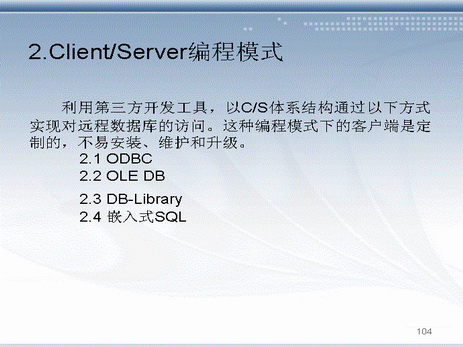 2.Client/Server编程模式
利用第三方开发工具，以C/S体系结构通过以下方式
实现对远程数据库的访问。这种编程模式下的客户端是定
制的，不易安装、维护和升级。
2.1 ODBC
2.2 OLE DB
2.3 DB-Library
2.4 嵌入式SQL
104